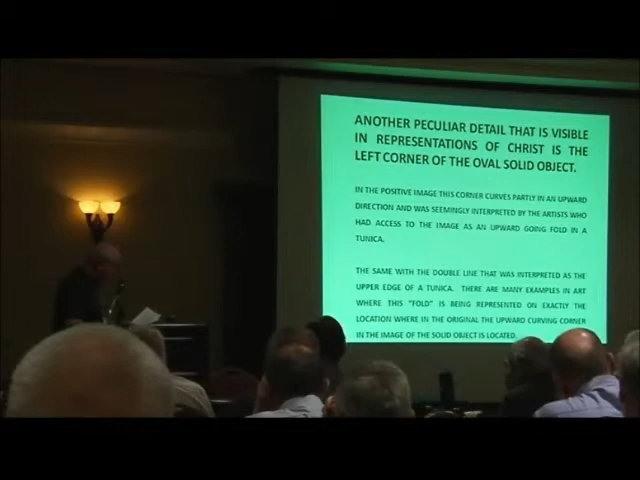 ANOTHER PECULIAR DETAIL THAT IS VISIBLE
IN REPRESENTATIONS OF CHRIST IS THE
LEFT CORNER OF THE OVAL SOLID OBJECT.
IN THE POSITIVE IMAGE THIS CORNER CURVES PARTLY IN AN UPWARD
DIRECTION AND WAS SEEMINGLY INTERPRETED BY THE ARTISTS WHO
HAD ACCESS TO THE IMAGE AS AN UPWARD GOING FOLD IN A
TUNICA.
THE SAME WITH THE DOUBLE LINE THAT WAS INTERPRETED AS THE
UPPER EDGE OF A TUNICA. THERE ARE MANY EXAMPLES IN ART
WHERE THIS "FOLD" IS BEING REPRESENTED ON EXACTLY THE
LOCATION WHERE IN THE ORIGINAL THE UPWARD CURVING CORNER
IN THE IMAGE OF THE SOLID OBJECT IS LOCATED.